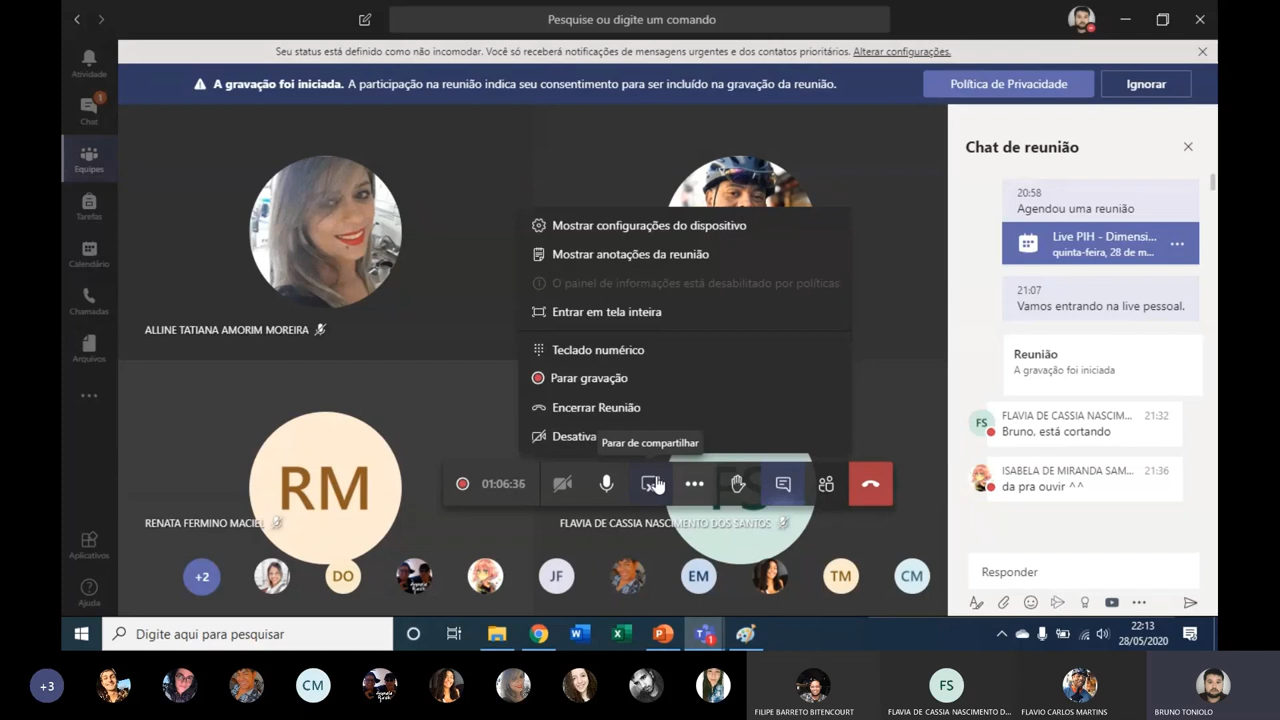 Pesquise ou digite um comando
Seu status está definido como não incomodar. Você só receberá notificações de mensagens urgentes e dos contatos prioritários. Alterar configurações.
A gravação foi iniciada. A participação na reunião indica seu consentimento para ser incluído na gravação da reunião.
Política de Privacidade
Ignorar
Atividade
1
Chat
Equipes
Tarefas
Calendário
Chamadas
Arquivos
Aplicativos
Ajuda
ALLINE TATIANA AMORIM MOREIRA
Mostrar configurações do dispositivo
Mostrar anotações da reunião
O painel de informações está desabilitado por políticas
Entrar em tela inteira
Teclado numérico
Parar gravação
Encerrar Reunião
Desativa
Parar de compartilhar
01:06:35
RM
FS
RENATA FERMINO MACIEL
FLAVIA DE CASSIA NASCIMENTO DOS SANTOS
+2
DO
JF
EM
TM
CM
Chat de reunião
20:58
Agendou uma reunião
Live PIH - Dimensi...
quinta-feira, 28 de m...
21:07
Vamos entrando na live pessoal.
Reunião
A gravação foi iniciada
FS
FLAVIA DE CASSIA NASCIM... 21:32
Bruno, está cortando
ISABELA DE MIRANDA SAM... 21:36
da pra ouvir ^^
Responder
Digite aqui para pesquisar
1
22:13
28/05/2020
+3
CM
FS
FILIPE BARRETO BITENCOURT
FLAVIA DE CASSIA NASCIMENTO D...
FLAVIO CARLOS MARTINS
BRUNO TONIOLO